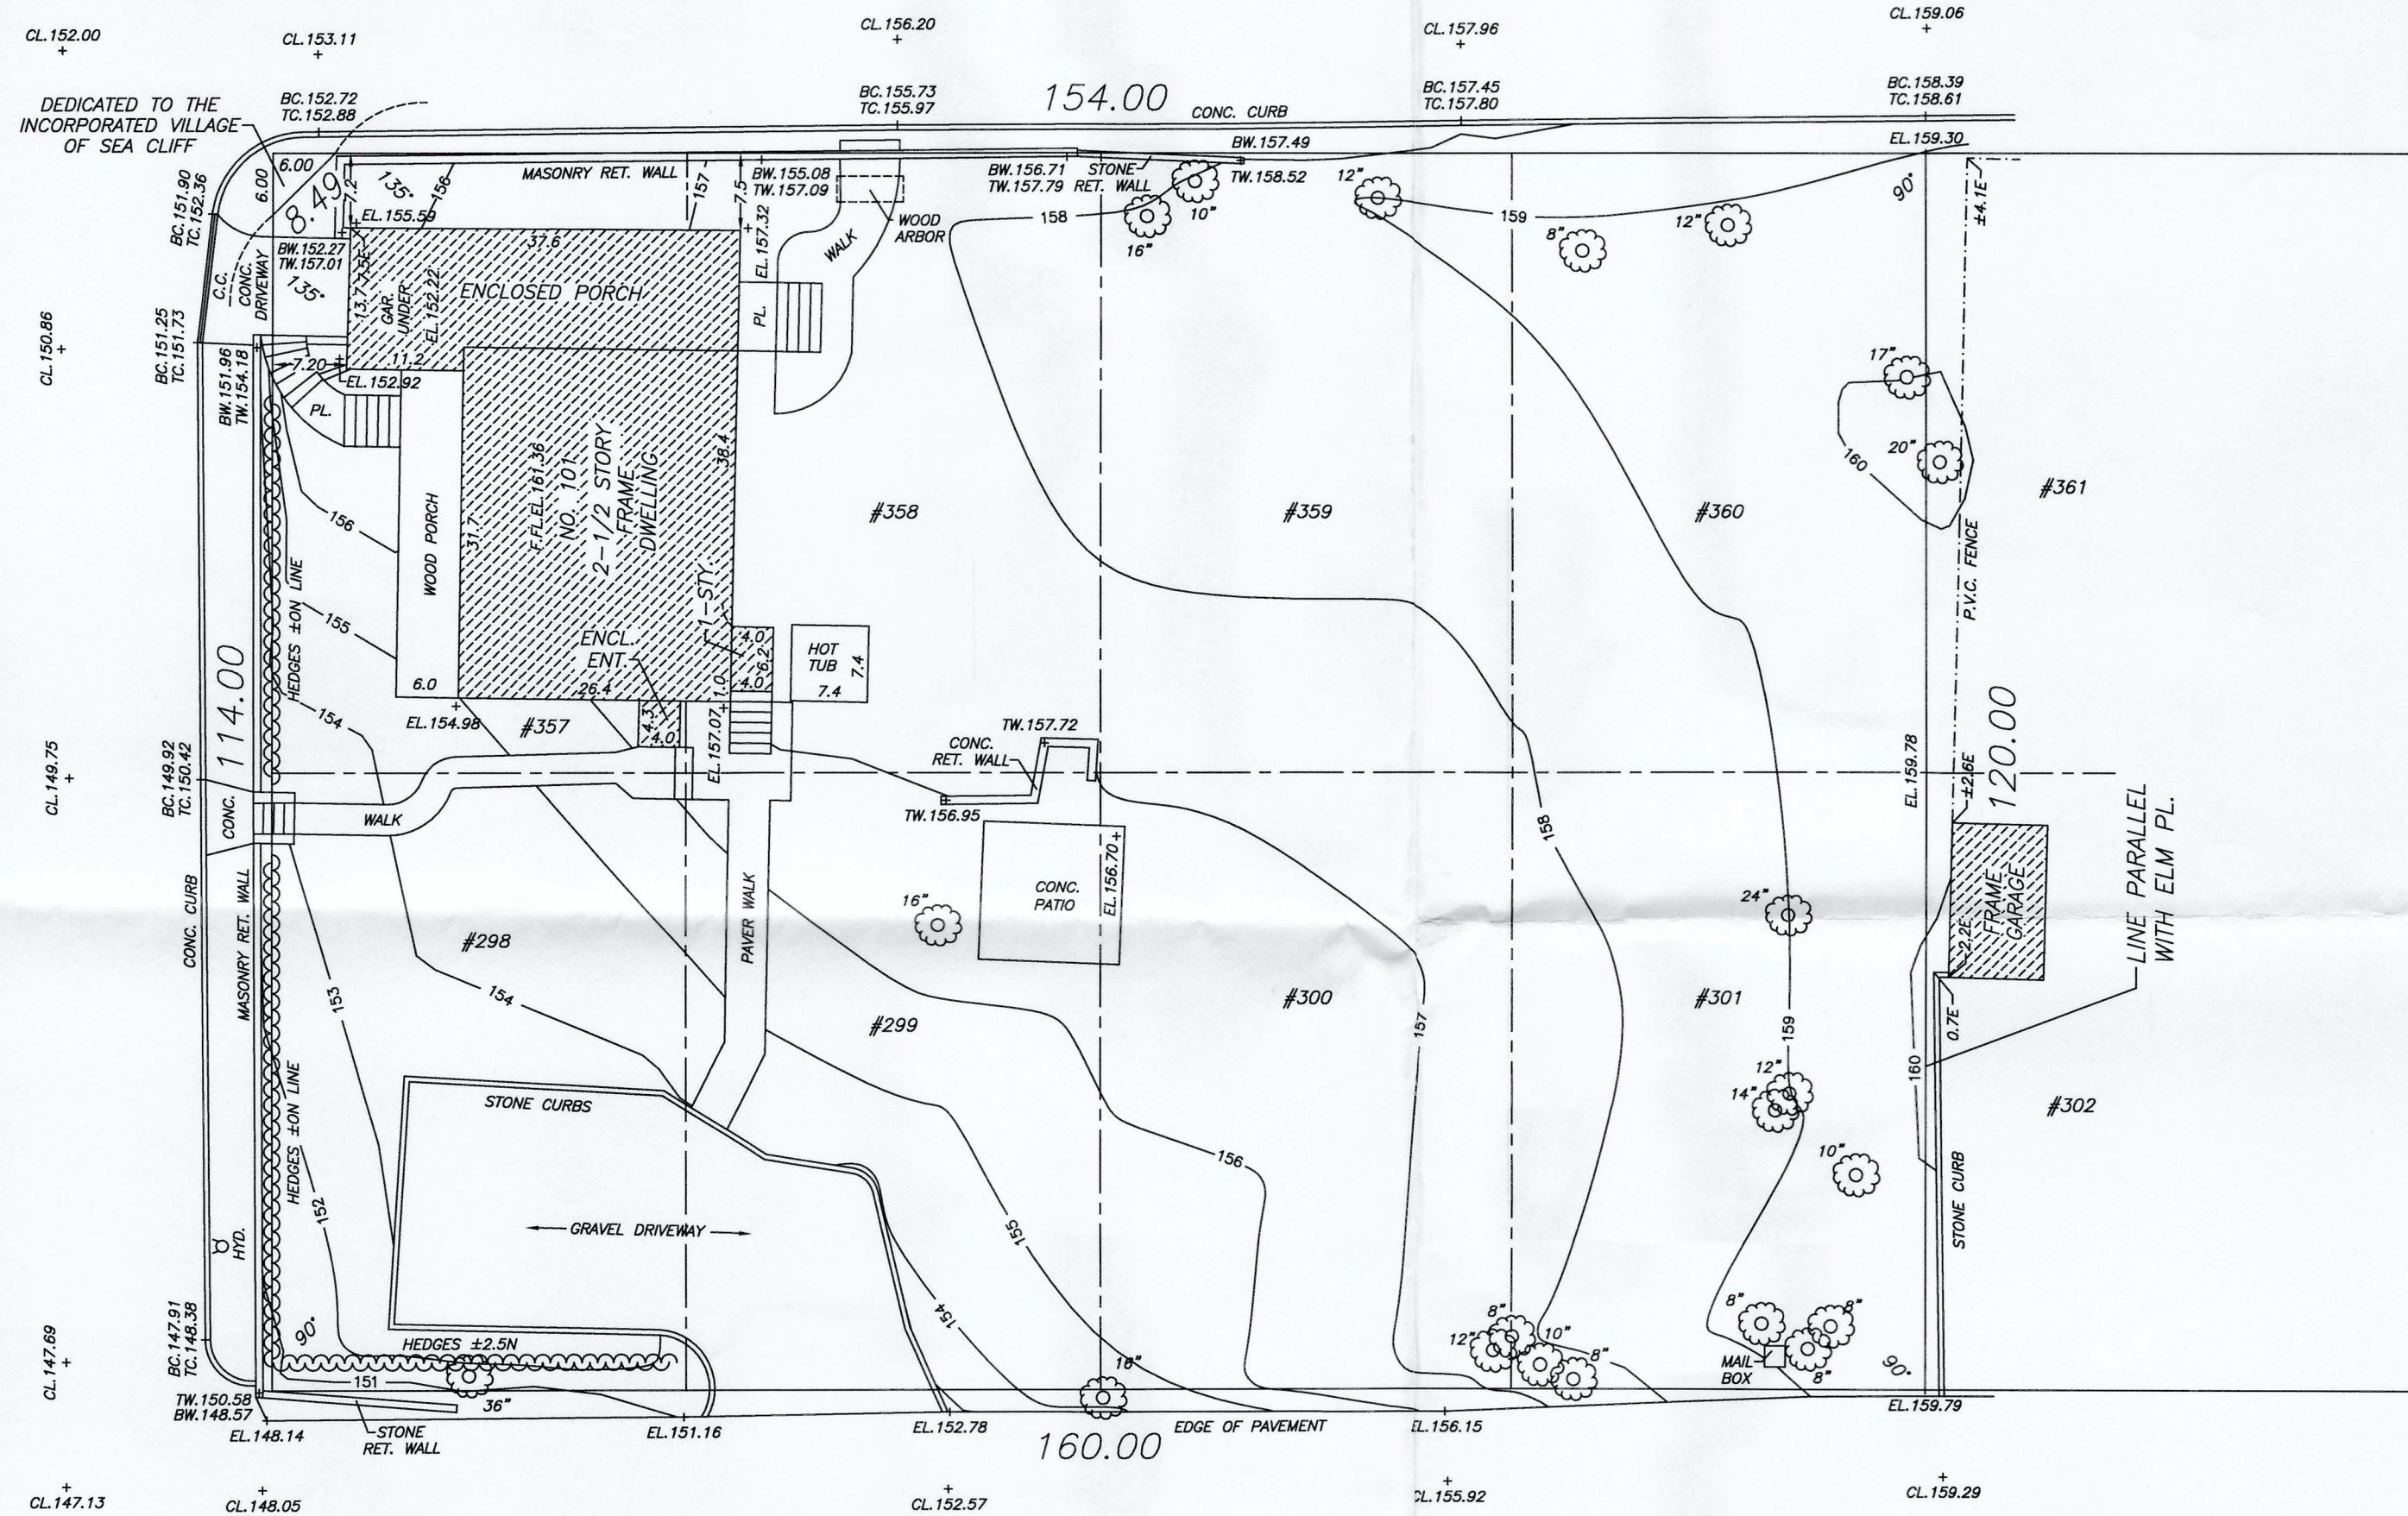 CL.152.00
CL.153.11
CL.156.20
CL.157.96
CL.159.06
DEDICATED TO THE
INCORPORATED VILLAGE
OF SEA CLIFF
BC.152.72
TC.152.88
BC.155.73
TC.155.97
154.00
CONC. CURB
BC.157.45
TC.157.80
BC.158.39
TC.158.61
EL.159.30
6.00
6.00
8.49
7.2
135°
156
MASONRY RET. WALL
157
7.5
BW.155.08
TW.157.09
BW.156.71
TW.157.79
STONE
RET. WALL
BW.157.49
TW.158.52
BC.151.90
TC.152.36
EL.155.59
BW.152.27
TW.157.01
135°
C.C.
CONC.
DRIVEWAY
37.6
EL.157.32
WALK
WOOD
ARBOR
158
16"
10"
12"
159
8"
12"
90°
±4.1E
13.7
7.5E
GAR.
UNDER
EL.152.22
ENCLOSED PORCH
PL.
CL.150.86
BC.151.25
TC.151.73
BW.151.96
TW.154.18
7.20
11.2
EL.152.92
PL.
17"
20"
160
#361
156
WOOD PORCH
31.7
F.FL.EL.161.36
NO. 101
2-1/2 STORY
FRAME
DWELLING
38.4
#358
#359
#360
P.V.C. FENCE
HEDGES ±ON LINE
155
1-STY.
ENCL.
ENT.
4.0
6.2
4.0
1.0
HOT
TUB
7.4
7.4
114.00
154
6.0
26.4
EL.154.98
#357
4.3
4.0
EL.157.07
CONC.
RET. WALL
TW.157.72
TW.156.95
EL.159.78
±2.6E
120.00
CL.149.75
BC.149.92
TC.150.42
CONC.
WALK
158
CONC.
PATIO
EL.156.70
16"
24"
FRAME
GARAGE
2.2E
LINE PARALLEL
WITH ELM PL.
CONC. CURB
MASONRY RET. WALL
153
#298
154
PAVER WALK
#299
#300
157
#301
159
0.7E
160
#302
HEDGES ±ON LINE
STONE CURBS
12"
14"
10"
156
STONE CURB
152
GRAVEL DRIVEWAY
155
154
HYD.
BC.147.91
TC.148.38
CL.147.69
90°
HEDGES ±2.5N
151
36"
18"
8"
12"
10"
8"
8"
8"
8"
MAIL
BOX
90°
TW.150.58
BW.148.57
EL.148.14
STONE
RET. WALL
EL.151.16
EL.152.78
160.00
EDGE OF PAVEMENT
EL.156.15
EL.159.79
CL.147.13
CL.148.05
CL.152.57
CL.155.92
CL.159.29